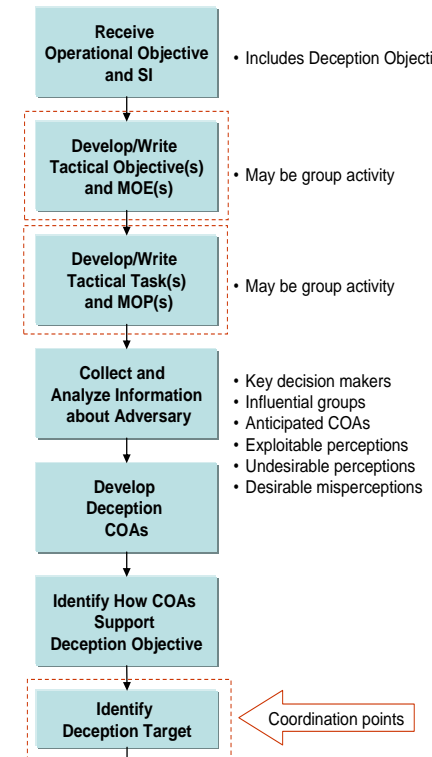 Receive
Operational Objective
and SI
• Includes Deception Objecti
Develop/Write
Tactical Objective(s)
and MOE(s)
• May be group activity
Develop/Write
Tactical Task(s)
and MOP(s)
• May be group activity
Collect and
Analyze Information
about Adversary
• Key decision makers
• Influential groups
• Anticipated COAs
• Exploitable perceptions
• Undesirable perceptions
• Desirable misperceptions
Develop
Deception
COAs
Identify How COAs
Support
Deception Objective
Identify
Deception Target
Coordination points